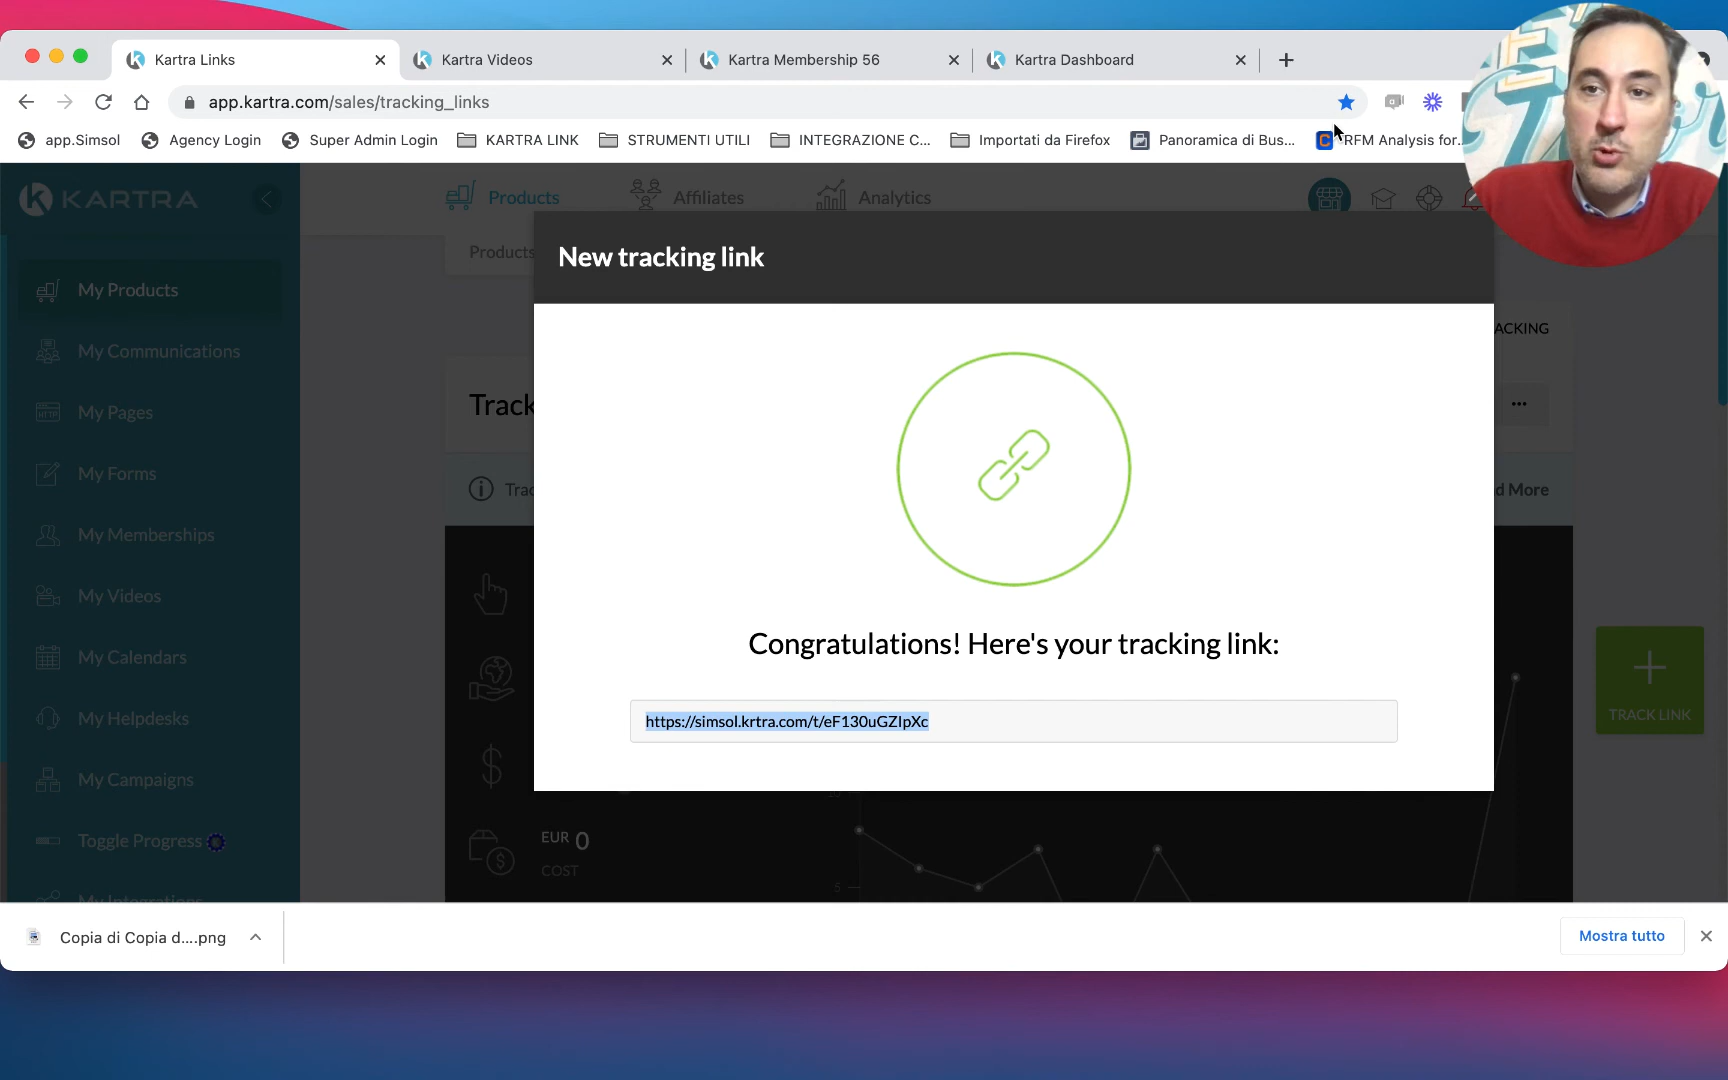 Kartra Links
Kartra Videos
Kartra Membership 56
Kartra Dashboard
app.kartra.com/sales/tracking_links
app.Simsol
Agency Login
Super Admin Login
KARTRA LINK
STRUMENTI UTILI
INTEGRAZIONE C...
Importati da Firefox
Panoramica di Bus...
RFM Analysis for...
KARTRA
Products
Affiliates
Analytics
Products
New tracking link
My Products
My Communications
My Pages
My Forms
My Memberships
My Videos
My Calendars
My Helpdesks
My Campaigns
Toggle Progress
My Integrations
ACKING
Track
Trac
d More
Congratulations! Here's your tracking link:
https://simsol.krtra.com/t/eF130uGZIpXc
TRACK LINK
EUR 0
COST
5
Copia di Copia d....png
Mostra tutto